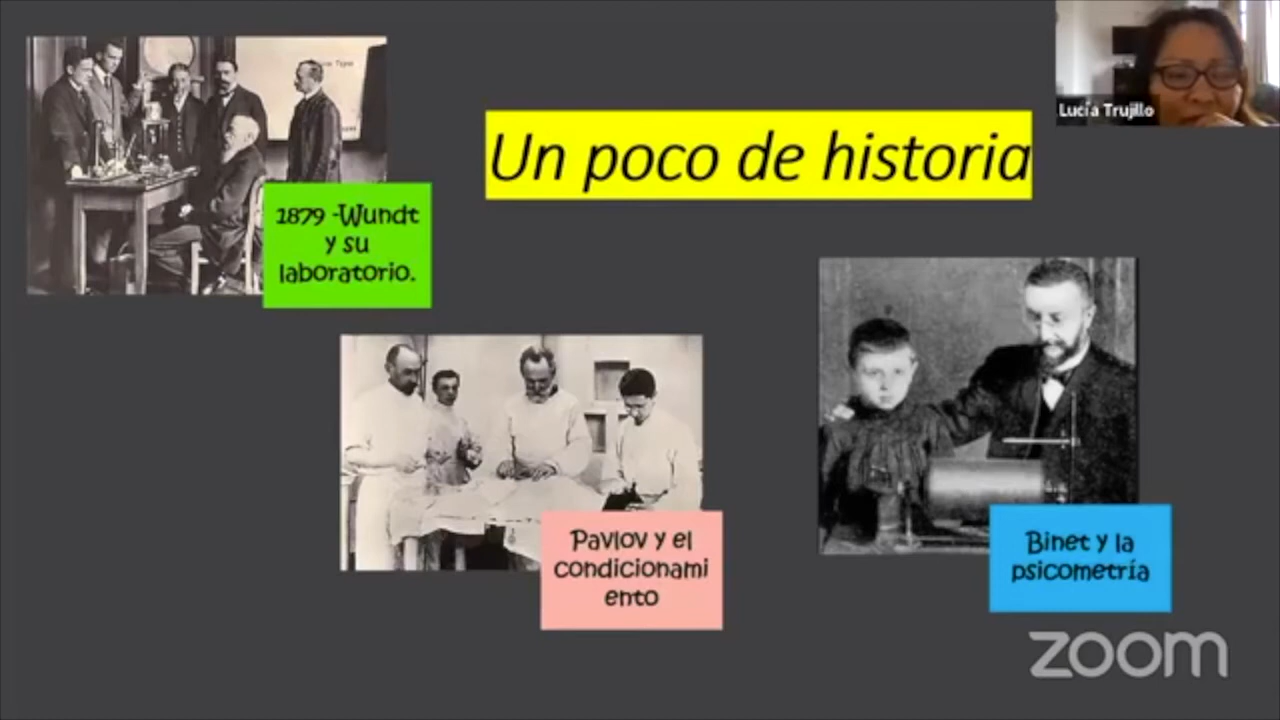 Lucía Trujillo
Un poco de historia
1879 -Wundt
y su
laboratorio.
Pavlov y el
condicionami
ento
Binet y la
psicometría
zoom